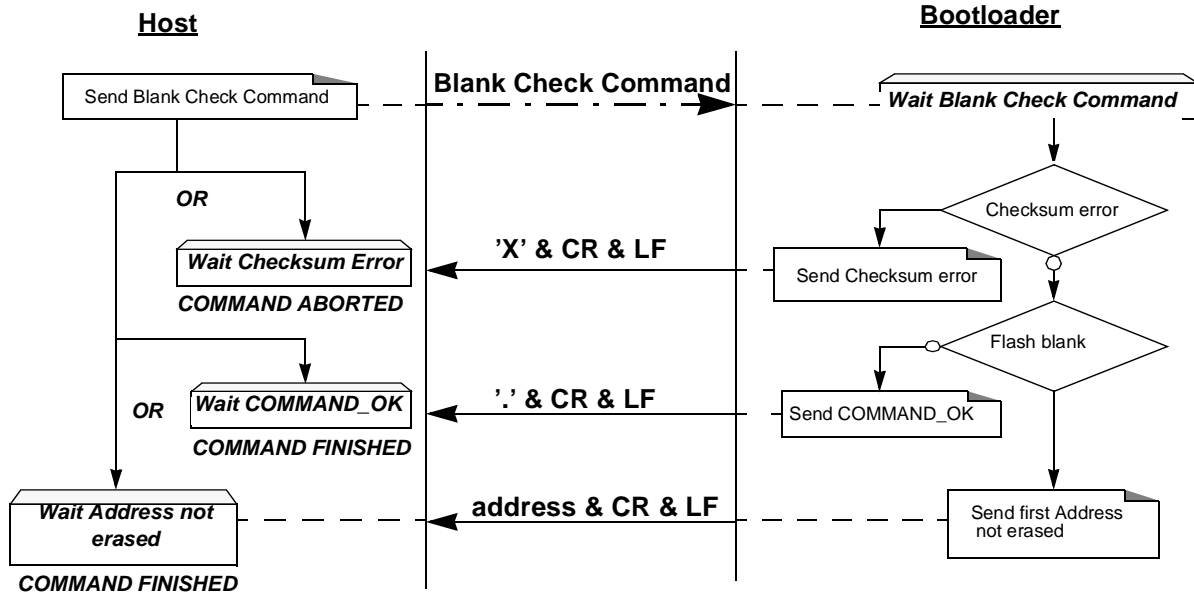 Host
Bootloader
Send Blank Check Command
Blank Check Command
Wait Blank Check Command
OR
Checksum error
Wait Checksum Error
’X’ & CR & LF
Send Checksum error
COMMAND ABORTED
Flash blank
OR
Wait COMMAND_OK
’.’ & CR & LF
Send COMMAND_OK
COMMAND FINISHED
Wait Address not
erased
address & CR & LF
Send first Address
not erased
COMMAND FINISHED